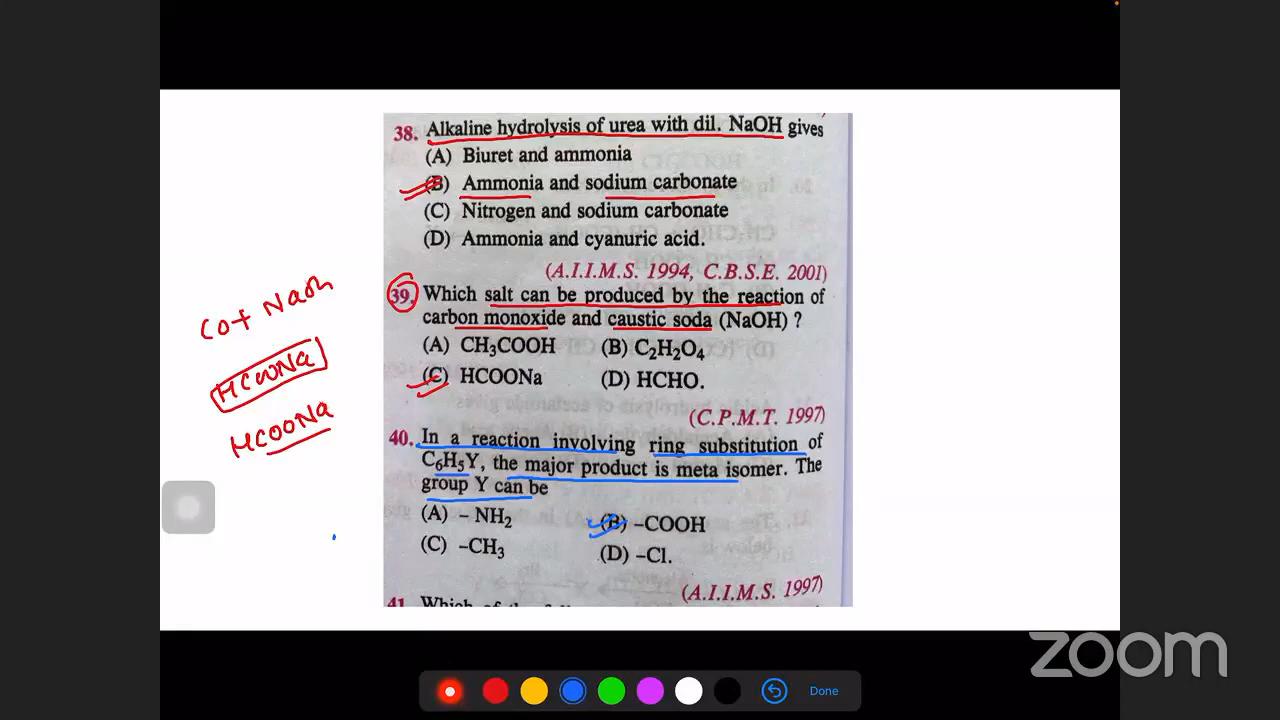 38. Alkaline hydrolysis of urea with dil. NaOH gives
(A) Biuret and ammonia
(B) Ammonia and sodium carbonate
(C) Nitrogen and sodium carbonate
(D) Ammonia and cyanuric acid.
(A.I.I.M.S. 1994, C.B.S.E. 2001)
39. Which salt can be produced by the reaction of
carbon monoxide and caustic soda (NaOH) ?
(A) CH₃COOH (B) C₂H₂O₄
(C) HCOONa (D) HCHO.
(C.P.M.T. 1997)
CO + NaOH
HCOONa
HCOONa
40. In a reaction involving ring substitution of
C₆H₅Y, the major product is meta isomer. The
group Y can be
(A) – NH₂ (B) –COOH
(C) –CH₃ (D) –Cl.
(A.I.I.M.S. 1997)
41. Which of the
zoom
Done